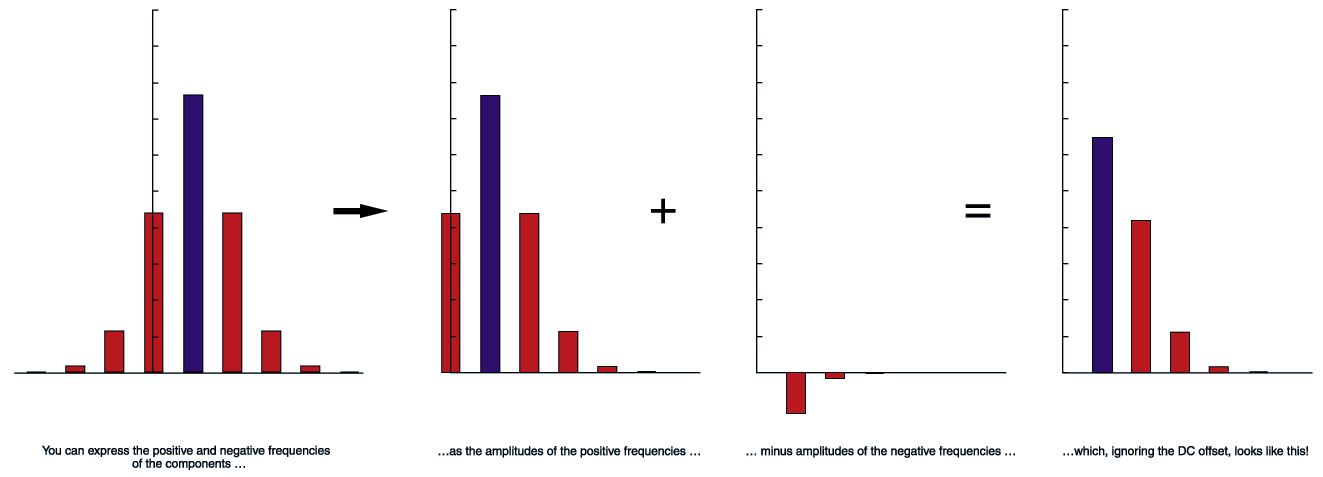 You can express the positive and negative frequencies
of the components …
…as the amplitudes of the positive frequencies …
… minus amplitudes of the negative frequencies …
…which, ignoring the DC offset, looks like this!